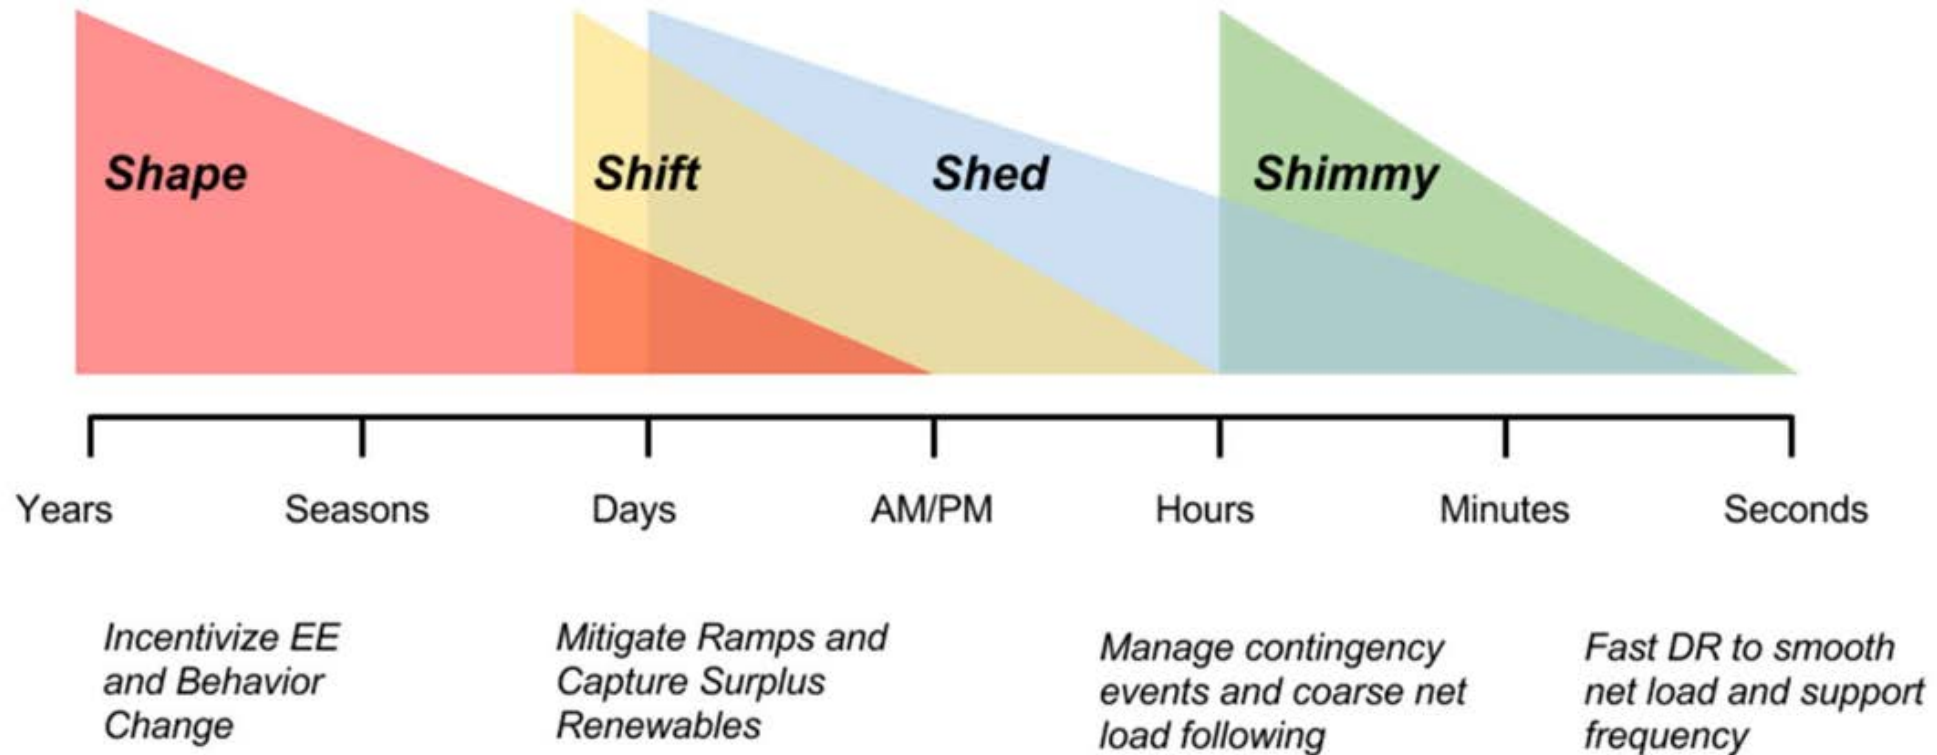 Shape
Shift
Shed
Shimmy
Years
Seasons
Days
AM/PM
Hours
Minutes
Seconds
Incentivize EE
and Behavior
Change
Mitigate Ramps and
Capture Surplus
Renewables
Manage contingency
events and coarse net
load following
Fast DR to smooth
net load and support
frequency